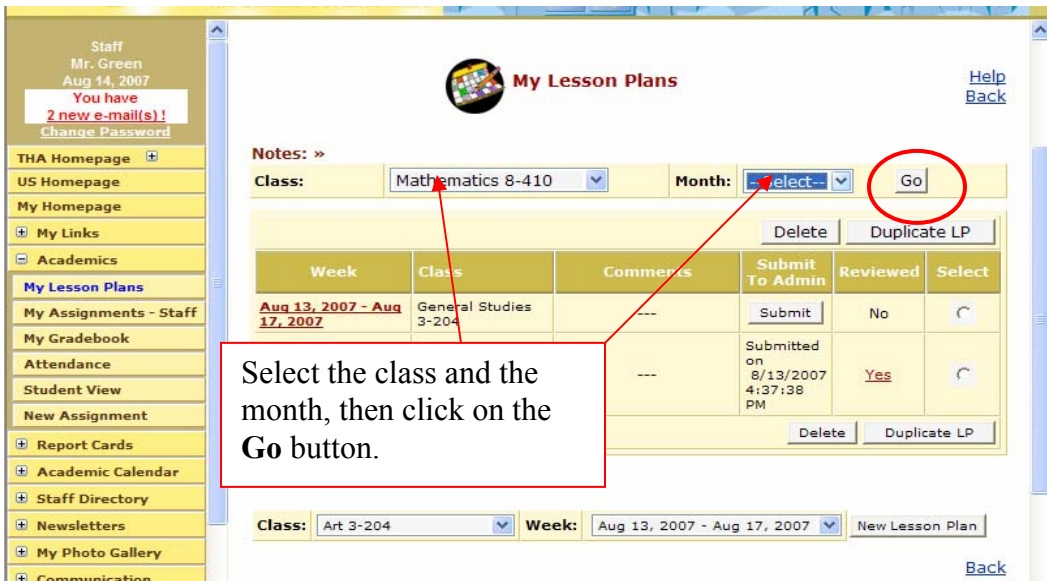 Staff
Mr. Green
Aug 14, 2007
You have
2 new e-mail(s) !
Change Password
THA Homepage
US Homepage
My Homepage
My Links
Academics
My Lesson Plans
My Assignments - Staff
My Gradebook
Attendance
Student View
New Assignment
Report Cards
Academic Calendar
Staff Directory
Newsletters
My Photo Gallery
Communication
My Lesson Plans
Help
Back
Notes: »
Class: Mathematics 8-410 Month: --Select-- Go
Delete Duplicate LP
Week Class Comments Submit To Admin Reviewed Select
Aug 13, 2007 - Aug 17, 2007 General Studies 3-204 --- Submit No
--- Submitted on 8/13/2007 4:37:38 PM Yes
Select the class and the
month, then click on the
Go button.
Delete Duplicate LP
Class: Art 3-204 Week: Aug 13, 2007 - Aug 17, 2007 New Lesson Plan
Back